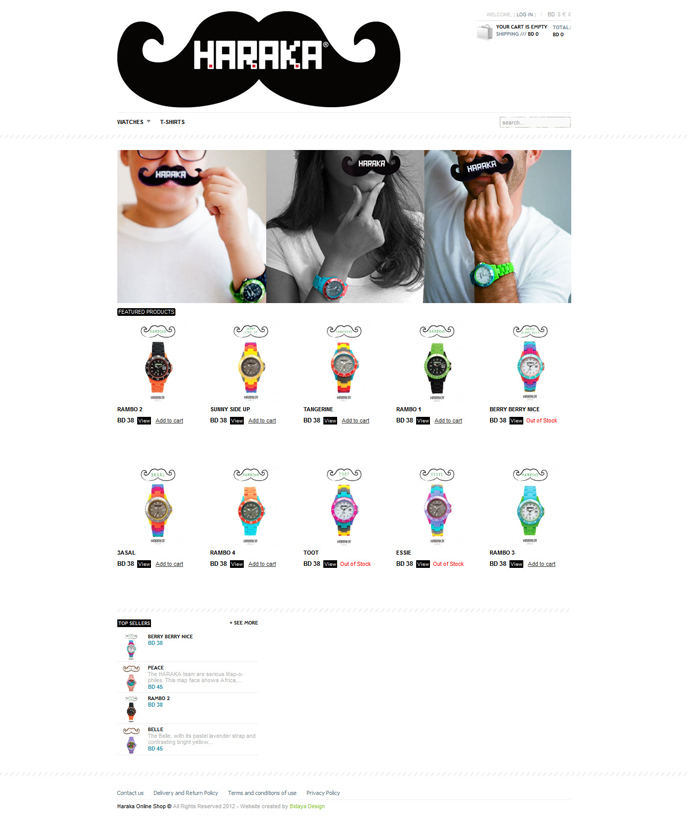 WELCOME, [ LOG IN ] | BD $ € £
HARAKA®
YOUR CART IS EMPTY TOTAL:
SHIPPING /// BD 0 BD 0
WATCHES T-SHIRTS search...
HARAKA HARAKA HARAKA
FEATURED PRODUCTS
RAMBO 2 SUNNY SIDE UP TANGERINE RAMBO 1 BERRY BERRY NICE
BD 38 View Add to cart BD 38 View Add to cart BD 38 View Add to cart BD 38 View Add to cart BD 38 View Out of Stock
3ASAL RAMBO 4 TOOT ESSIE RAMBO 3
BD 38 View Add to cart BD 38 View Add to cart BD 38 View Out of Stock BD 38 View Out of Stock BD 38 View Add to cart
TOP SELLERS + SEE MORE
BERRY BERRY NICE
BD 38
PEACE
The HARAKA team are serious Map-o-
philes. This map face shows Africa,...
BD 45
RAMBO 2
BD 38
BELLE
The Belle, with its pastel lavender strap and
contrasting bright yellow...
BD 45
Contact us Delivery and Return Policy Terms and conditions of use Privacy Policy
Haraka Online Shop © All Rights Reserved 2012 - Website created by Bidaya Design